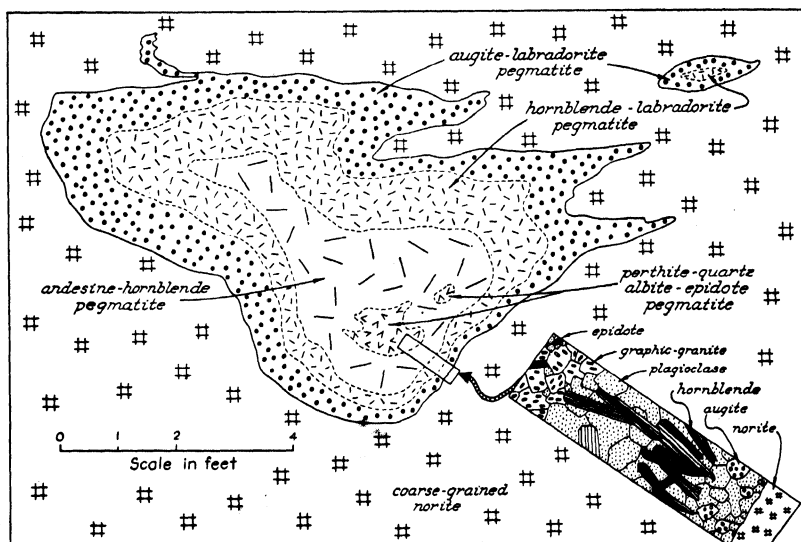 augite-labradorite
pegmatite
hornblende-labradorite
pegmatite
andesine-hornblende
pegmatite
perthite-quartz
albite-epidote
pegmatite
epidote
graphic-granite
plagioclase
hornblende
augite
norite
0 1 2 4
Scale in feet
coarse-grained
norite